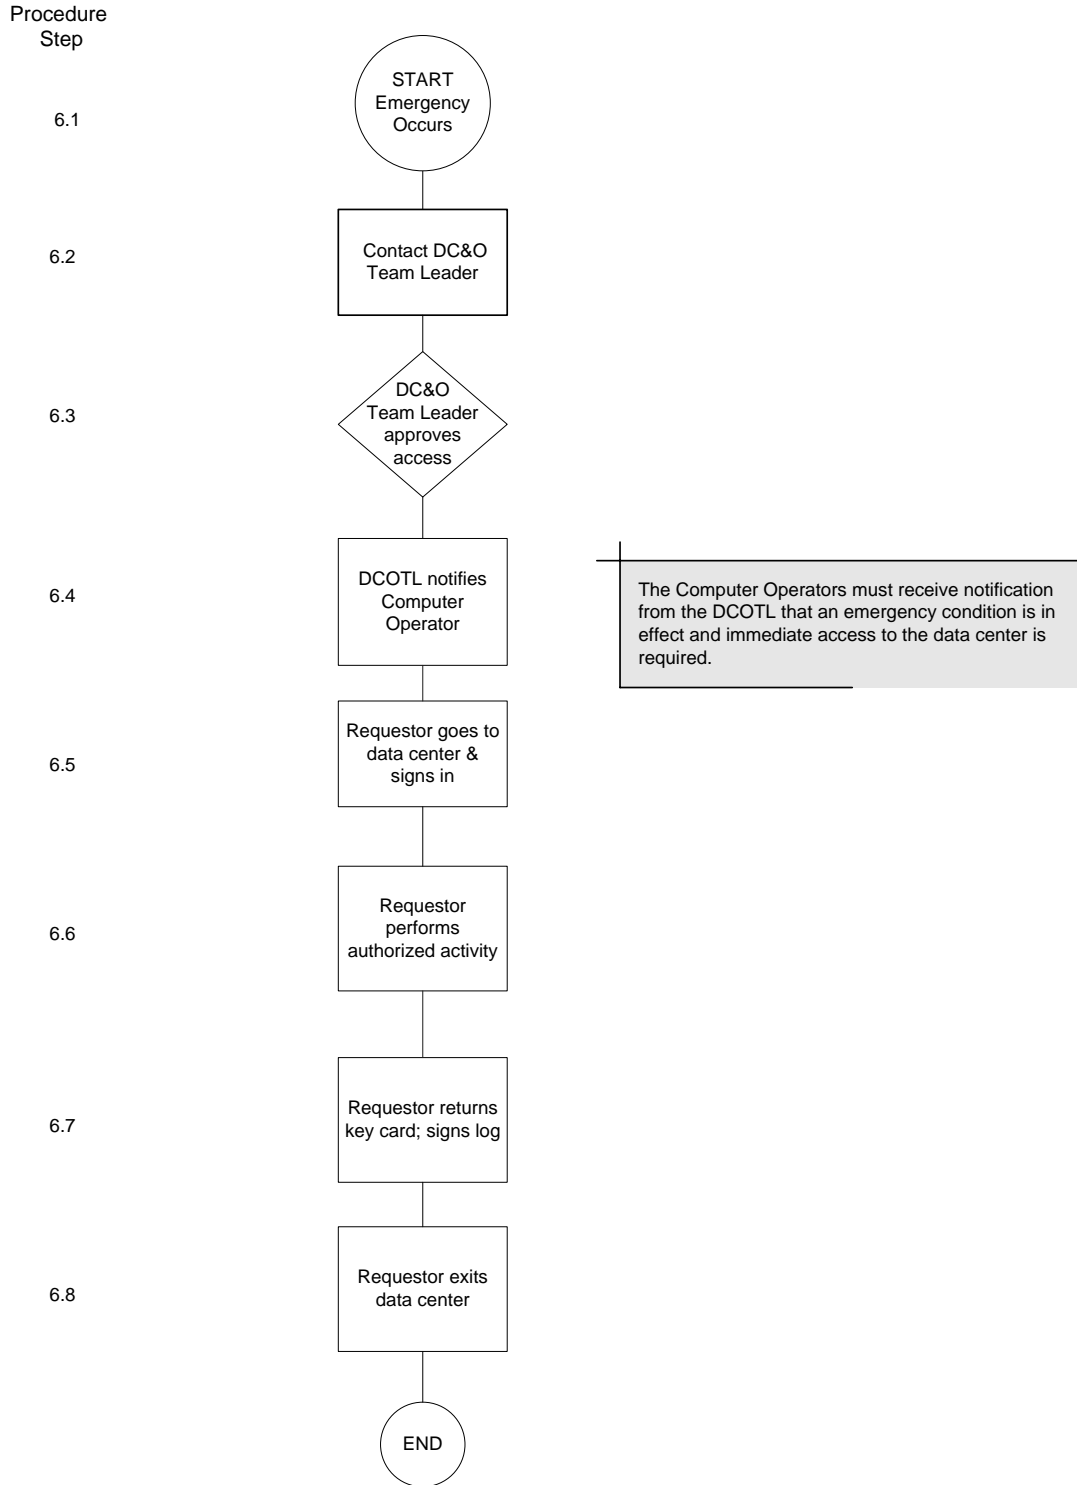 Procedure
Step
6.1
START
Emergency
Occurs
6.2
Contact DC&O
Team Leader
6.3
DC&O
Team Leader
approves
access
6.4
DCOTL notifies
Computer
Operator
The Computer Operators must receive notification
from the DCOTL that an emergency condition is in
effect and immediate access to the data center is
required.
6.5
Requestor goes to
data center &
signs in
6.6
Requestor
performs
authorized activity
6.7
Requestor returns
key card; signs log
6.8
Requestor exits
data center
END